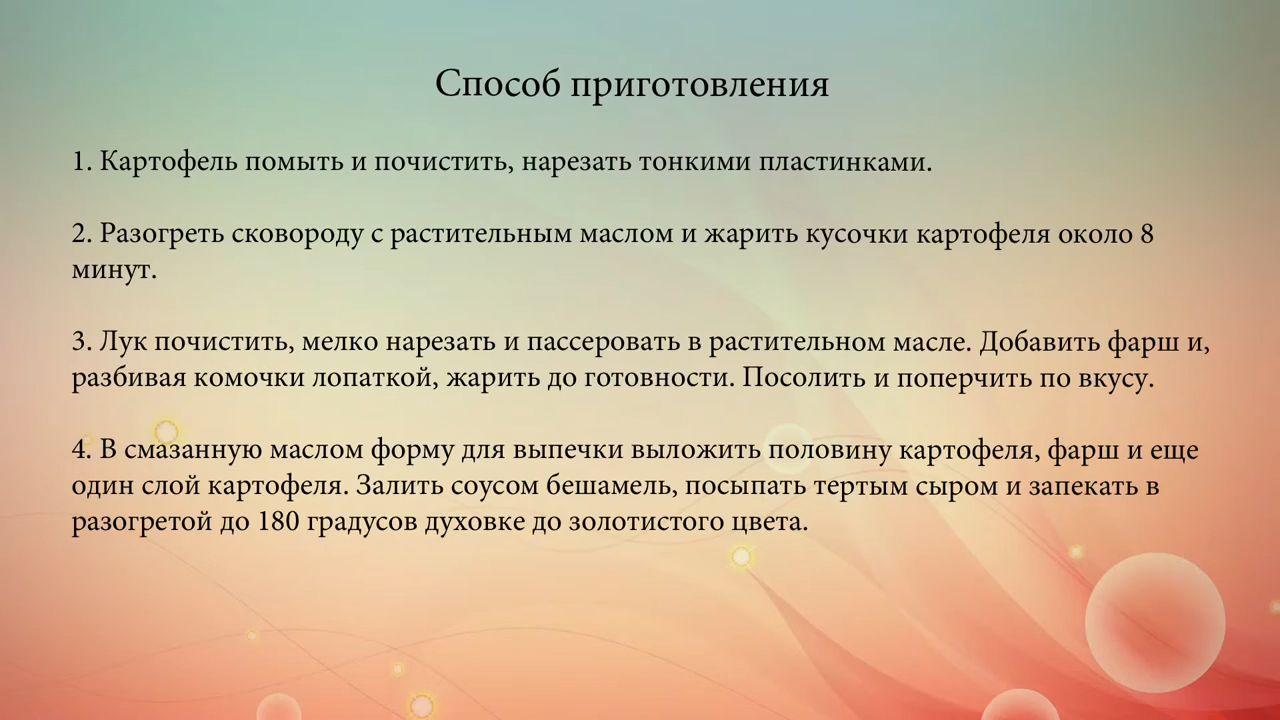 Способ приготовления
1. Картофель помыть и почистить, нарезать тонкими пластинками.
2. Разогреть сковороду с растительным маслом и жарить кусочки картофеля около 8
минут.
3. Лук почистить, мелко нарезать и пассеровать в растительном масле. Добавить фарш и,
разбивая комочки лопаткой, жарить до готовности. Посолить и поперчить по вкусу.
4. В смазанную маслом форму для выпечки выложить половину картофеля, фарш и еще
один слой картофеля. Залить соусом бешамель, посыпать тертым сыром и запекать в
разогретой до 180 градусов духовке до золотистого цвета.